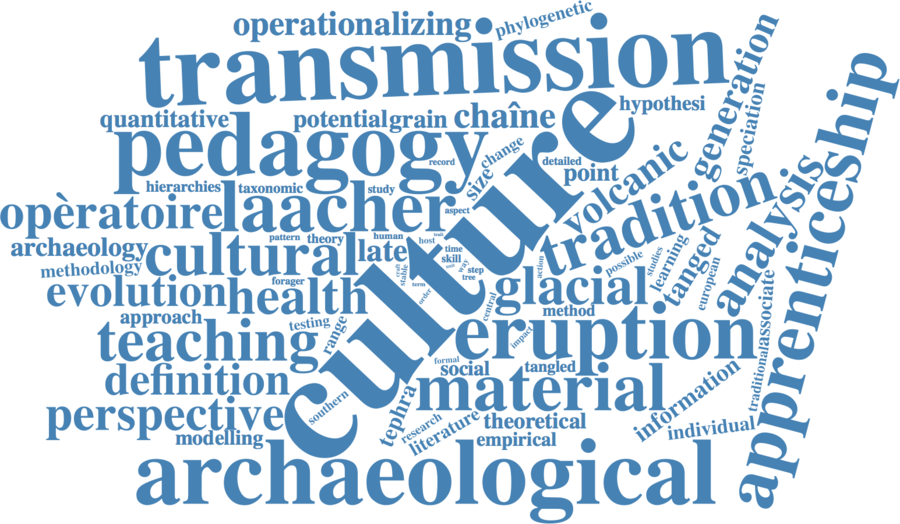 operationalizing
phylogenetic
transmission
generation
quantitative
potential
grain
chaîne
hypothesi
speciation
pedagogy
culture
apprenticeship
change
size
record
detailed
point
volcanic
hierarchies
taxonomic
study
opèratoire
laacher
aspect
tradition
analysis
archaeology
cultural
pattern
theory
human
late
host
time
skill
way
step
tree
methodology
possible
studies
learning
tanged
european
evolution
health
forager
craft
stable
term
order
glacial
action
central
method
associate
approach
testing
range
teaching
eruption
impact
formal
social
tangled
traditional
definition
material
southern
perspective
modelling
tephra
research
literature
theoretical
empirical
information
individual
archaeological